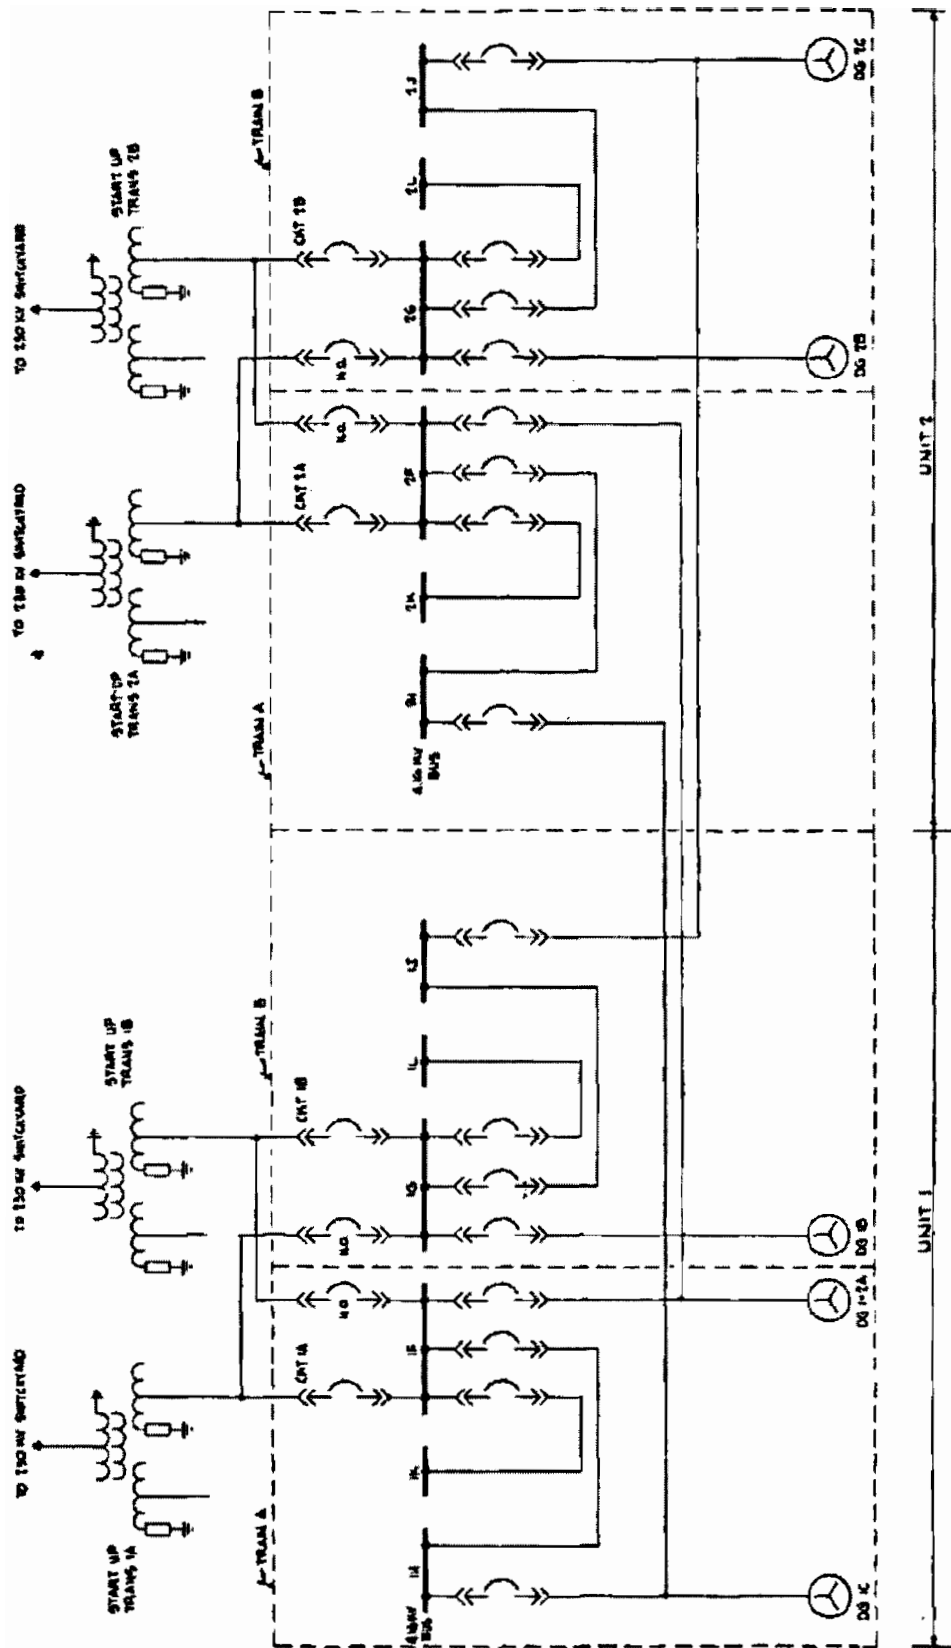 TO 230 KV SWITCHYARD
START UP
TRANS 1A
TO 230 KV SWITCHYARD
START UP
TRANS 1B
TO 230 KV SWITCHYARD
START-UP
TRANS 2A
TO 230 KV SWITCHYARD
START UP
TRANS 2B
TRAIN A
TRAIN B
TRAIN A
TRAIN B
CKT 1A
N.O.
N.O.
CKT 1B
CKT 2A
N.O.
N.O.
CKT 2B
4.16 KV
BUS
1H
1K
1F
1G
1L
1J
4.16 KV
BUS
2H
2K
2F
2G
2L
2J
DG 1C
DG 1-2A
DG 1B
DG 2B
DG 2C
UNIT 1
UNIT 2